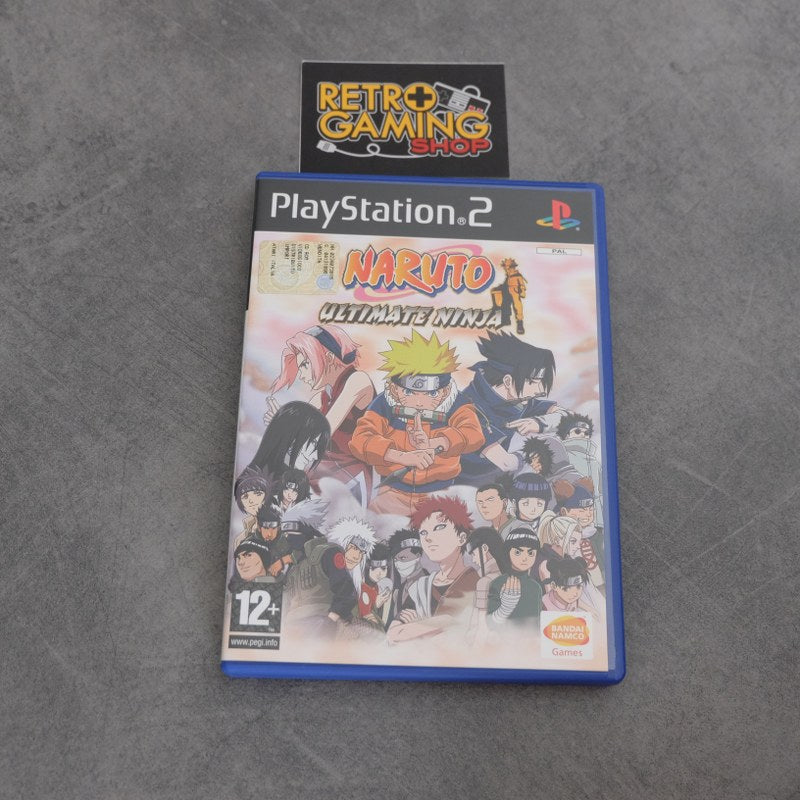 RETRO
GAMING
SHOP
PlayStation®2
PAL
NARUTO
ULTIMATE NINJA
12+
www.pegi.info
BANDAI
NAMCO
Games